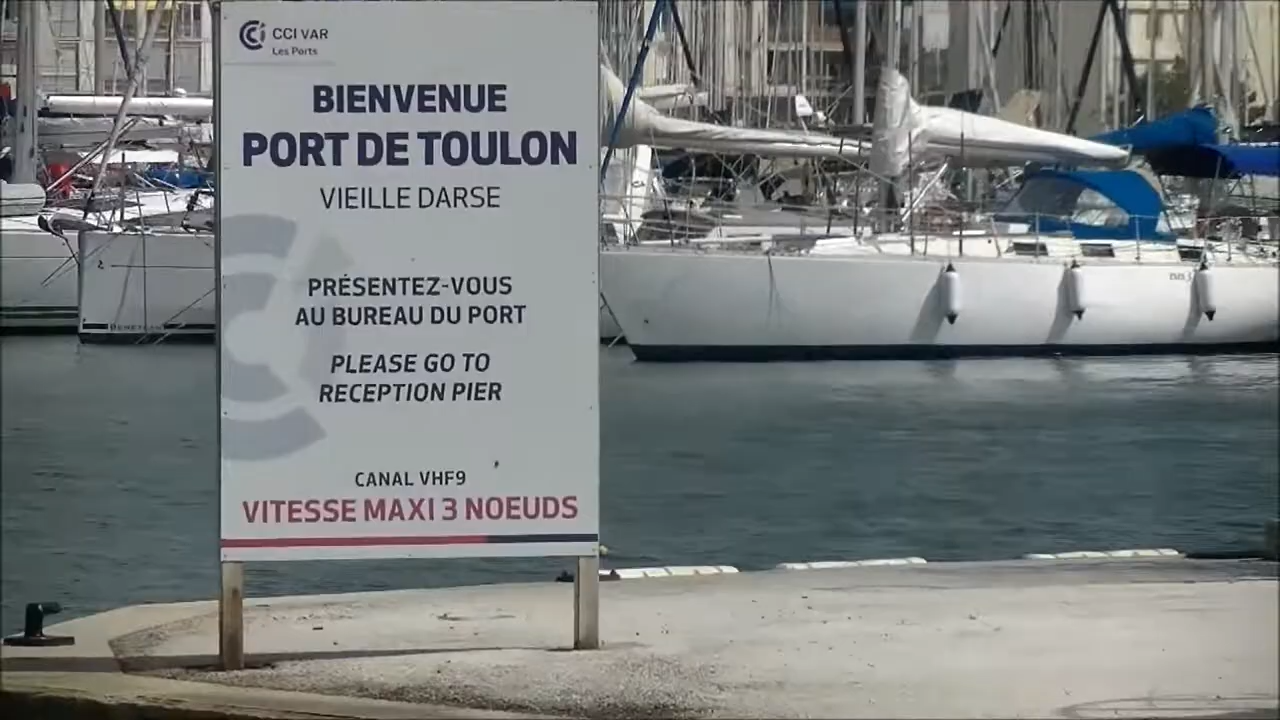 CCI VAR
Les Ports
BIENVENUE
PORT DE TOULON
VIEILLE DARSE
PRÉSENTEZ-VOUS
AU BUREAU DU PORT
PLEASE GO TO
RECEPTION PIER
CANAL VHF9
VITESSE MAXI 3 NOEUDS
BENETEAU